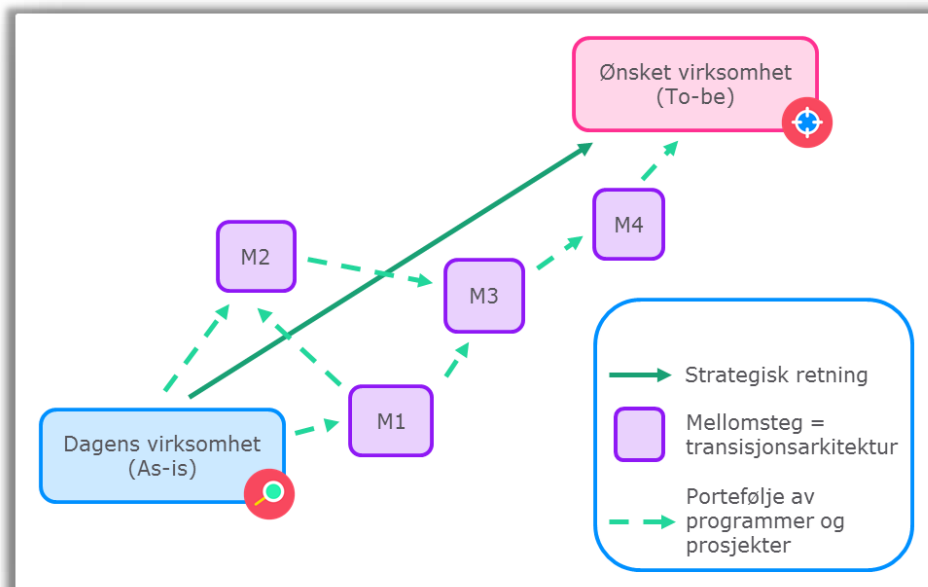 Ønsket virksomhet
(To-be)
M4
M2
M3
M1
Dagens virksomhet
(As-is)
Strategisk retning
Mellomsteg =
transisjonsarkitektur
Portefølje av
programmer og
prosjekter